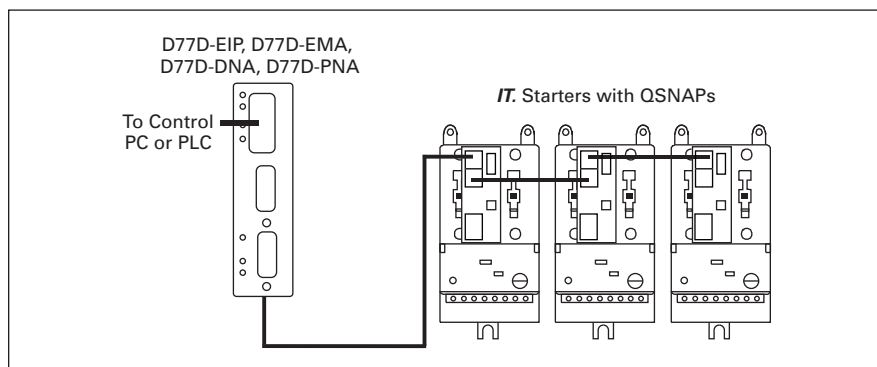 D77D-EIP, D77D-EMA,
D77D-DNA, D77D-PNA
To Control
PC or PLC
IT. Starters with QSNAPs